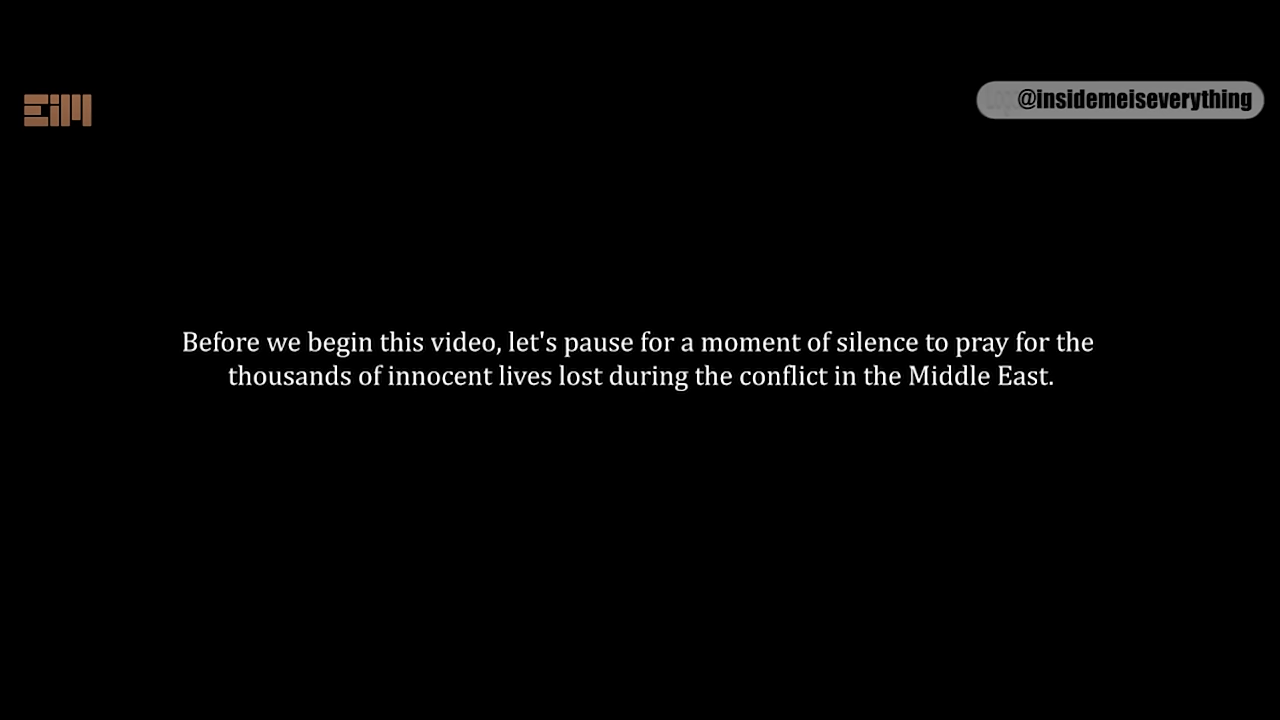 EiM
@insidemeiseverything
Before we begin this video, let's pause for a moment of silence to pray for the
thousands of innocent lives lost during the conflict in the Middle East.